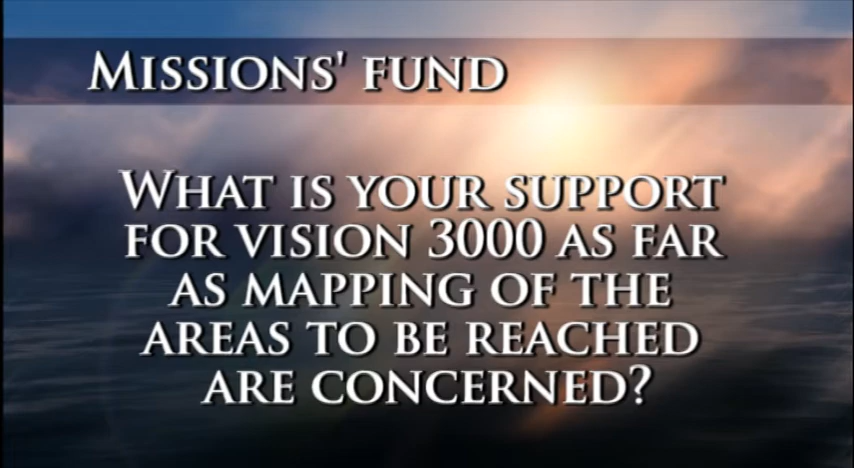 Missions' fund
What is your support
for vision 3000 as far
as mapping of the
areas to be reached
are concerned?